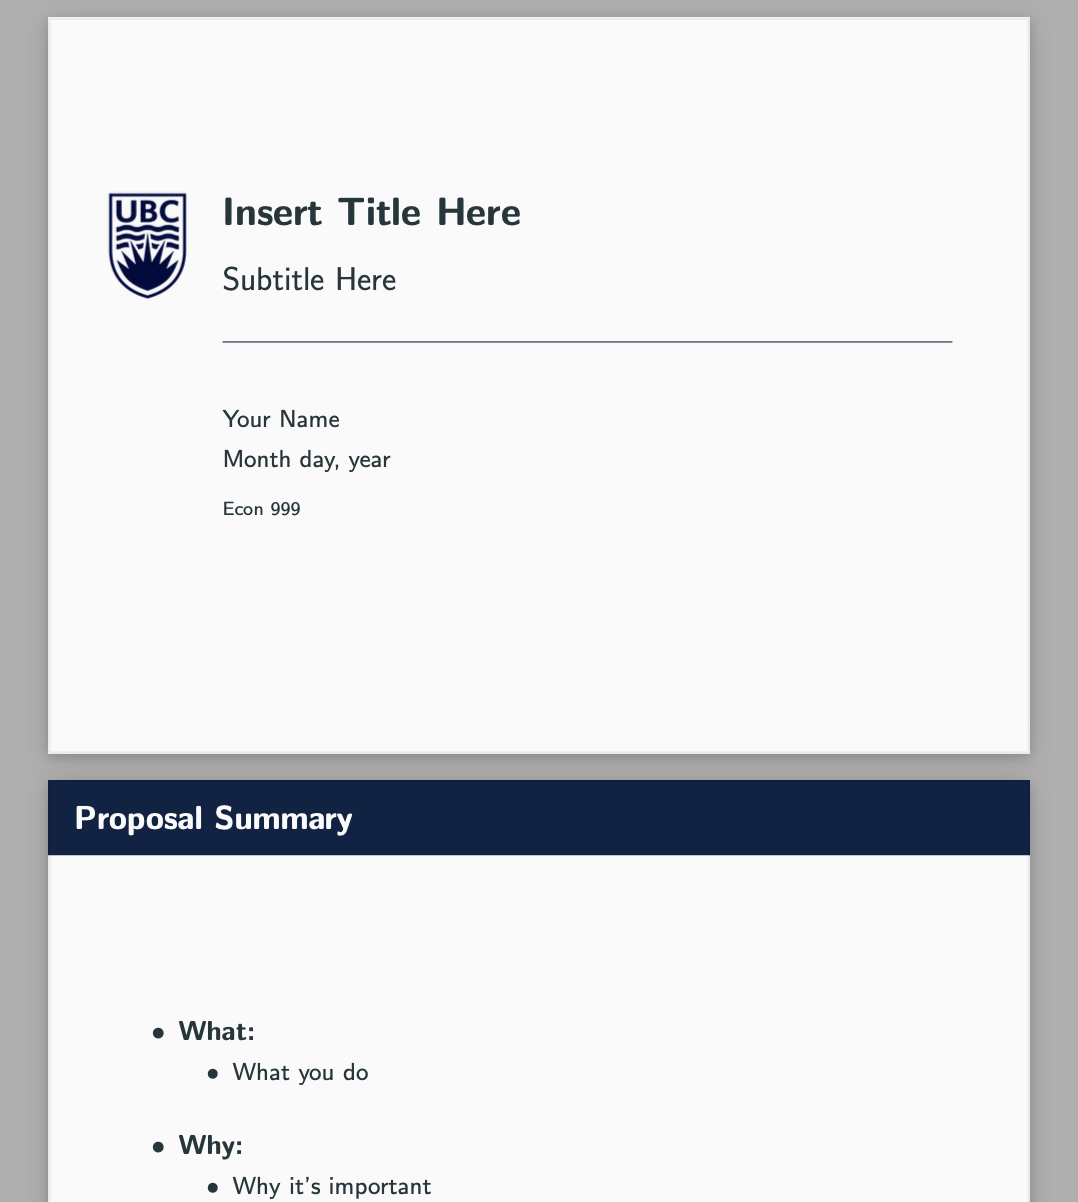 UBC
Insert Title Here
Subtitle Here
Your Name
Month day, year
Econ 999
Proposal Summary
• What:
• What you do
• Why:
• Why it's important